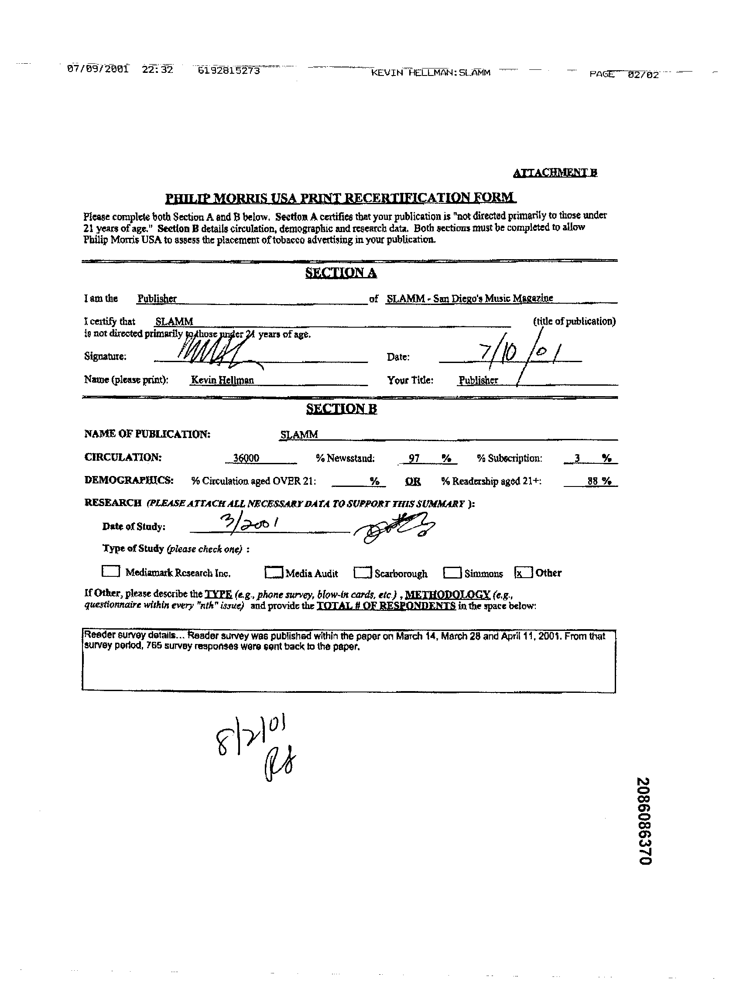 07/09/2001 22:32 6192815273 KEVIN HELLMAN:SLAMM PAGE 02/02
ATTACHMENT B
PHILIP MORRIS USA PRINT RECERTIFICATION FORM
Please complete both Section A and B below. Section A certifies that your publication is "not directed primarily to those under
21 years of age." Section B details circulation, demographic and research data. Both sections must be completed to allow
Philip Morris USA to assess the placement of tobacco advertising in your publication.
SECTION A
I am the Publisher of SLAMM - San Diego's Music Magazine
I certify that SLAMM (title of publication)
is not directed primarily to those under 21 years of age.
Signature: Date: 7/10/01
Name (please print): Kevin Hellman Your Title: Publisher
SECTION B
NAME OF PUBLICATION: SLAMM
CIRCULATION: 36000 % Newsstand: 97 % % Subscription: 3 %
DEMOGRAPHICS: % Circulation aged OVER 21: % OR % Readership aged 21+: 88 %
RESEARCH (PLEASE ATTACH ALL NECESSARY DATA TO SUPPORT THIS SUMMARY ):
Date of Study: 3/2001
Type of Study (please check one) :
Mediamark Research Inc. Media Audit Scarborough Simmons x Other
If Other, please describe the TYPE (e.g., phone survey, blow-in cards, etc) , METHODOLOGY (e.g.,
questionnaire within every "nth" issue) and provide the TOTAL # OF RESPONDENTS in the space below:
Reader survey details... Reader survey was published within the paper on March 14, March 28 and April 11, 2001. From that
survey period, 765 survey responses were sent back to the paper.
8/2/01
2086086370